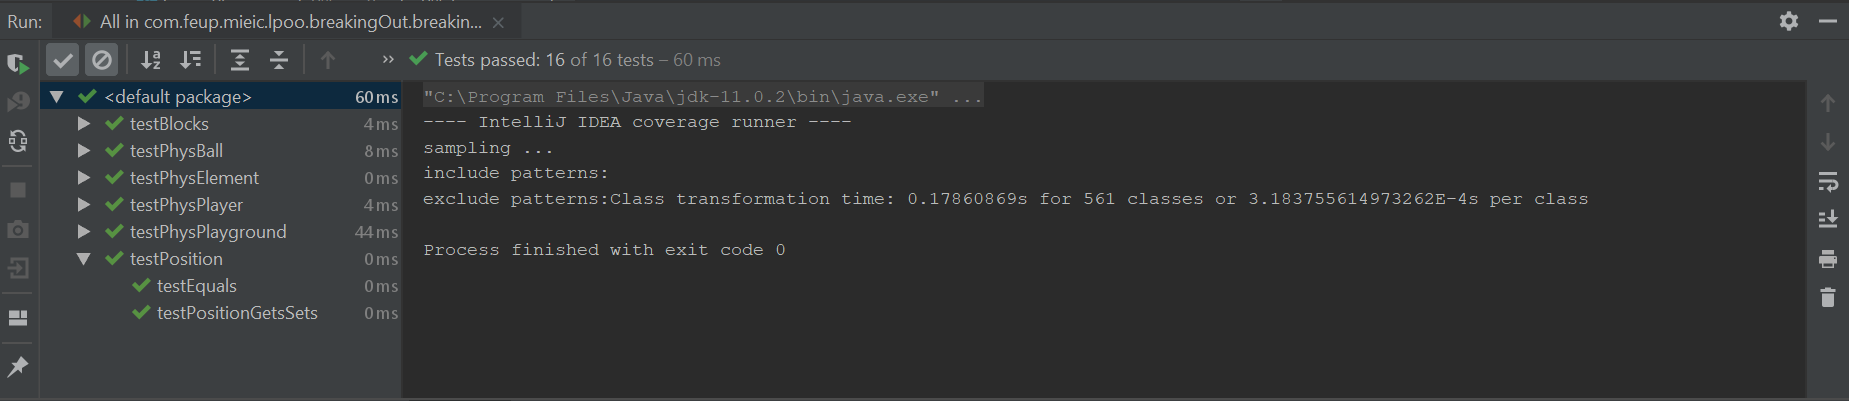 Run: All in com.feup.mieic.lpoo.breakingOut.breakin...
Tests passed: 16 of 16 tests – 60 ms
<default package> 60 ms
testBlocks 4 ms
testPhysBall 8 ms
testPhysElement 0 ms
testPhysPlayer 4 ms
testPhysPlayground 44 ms
testPosition 0 ms
testEquals 0 ms
testPositionGetsSets 0 ms
"C:\Program Files\Java\jdk-11.0.2\bin\java.exe" ...
---- IntelliJ IDEA coverage runner ----
sampling ...
include patterns:
exclude patterns:Class transformation time: 0.17860869s for 561 classes or 3.183755614973262E-4s per class
Process finished with exit code 0